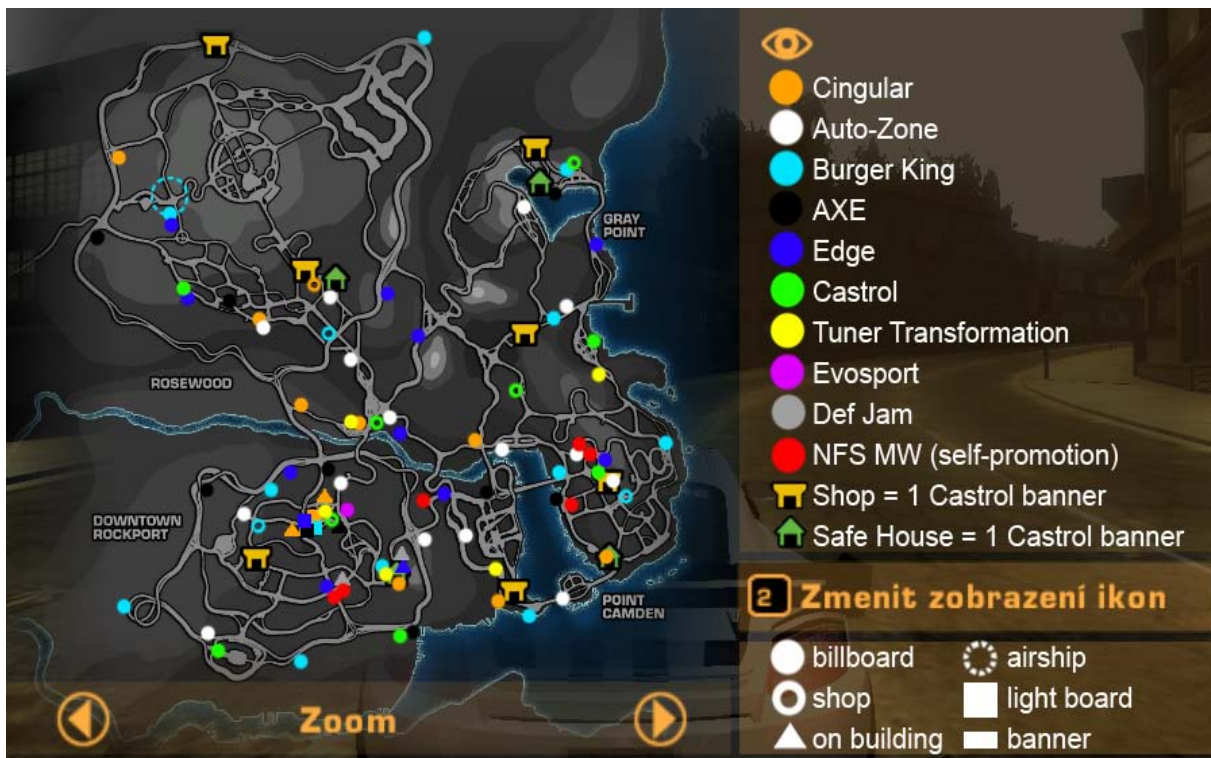 GRAY
POINT
ROSEWOOD
DOWNTOWN
ROCKPORT
POINT
CAMDEN
Zoom
Cingular
Auto-Zone
Burger King
AXE
Edge
Castrol
Tuner Transformation
Evosport
Def Jam
NFS MW (self-promotion)
Shop = 1 Castrol banner
Safe House = 1 Castrol banner
2 Zmenit zobrazení ikon
billboard airship
shop light board
on building banner